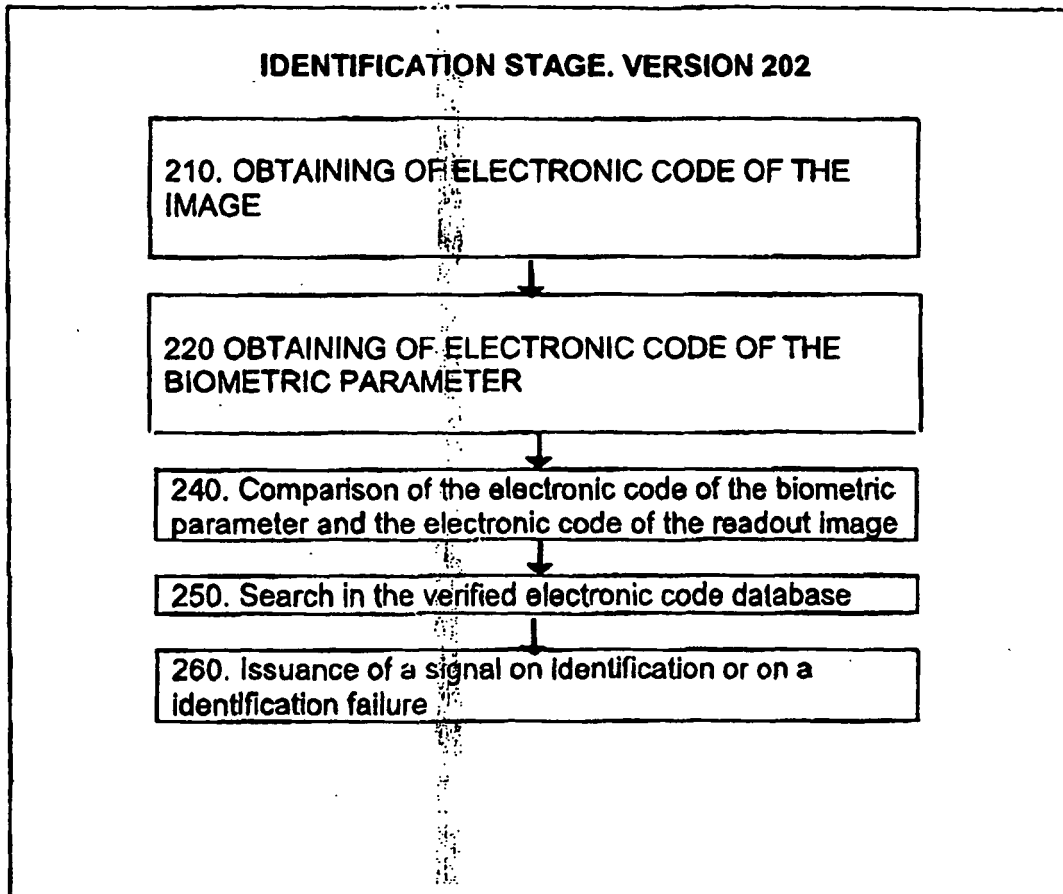 IDENTIFICATION STAGE. VERSION 202
210. OBTAINING OF ELECTRONIC CODE OF THE
IMAGE
220 OBTAINING OF ELECTRONIC CODE OF THE
BIOMETRIC PARAMETER
240. Comparison of the electronic code of the biometric
parameter and the electronic code of the readout image
250. Search in the verified electronic code database
260. Issuance of a signal on identification or on a
identification failure